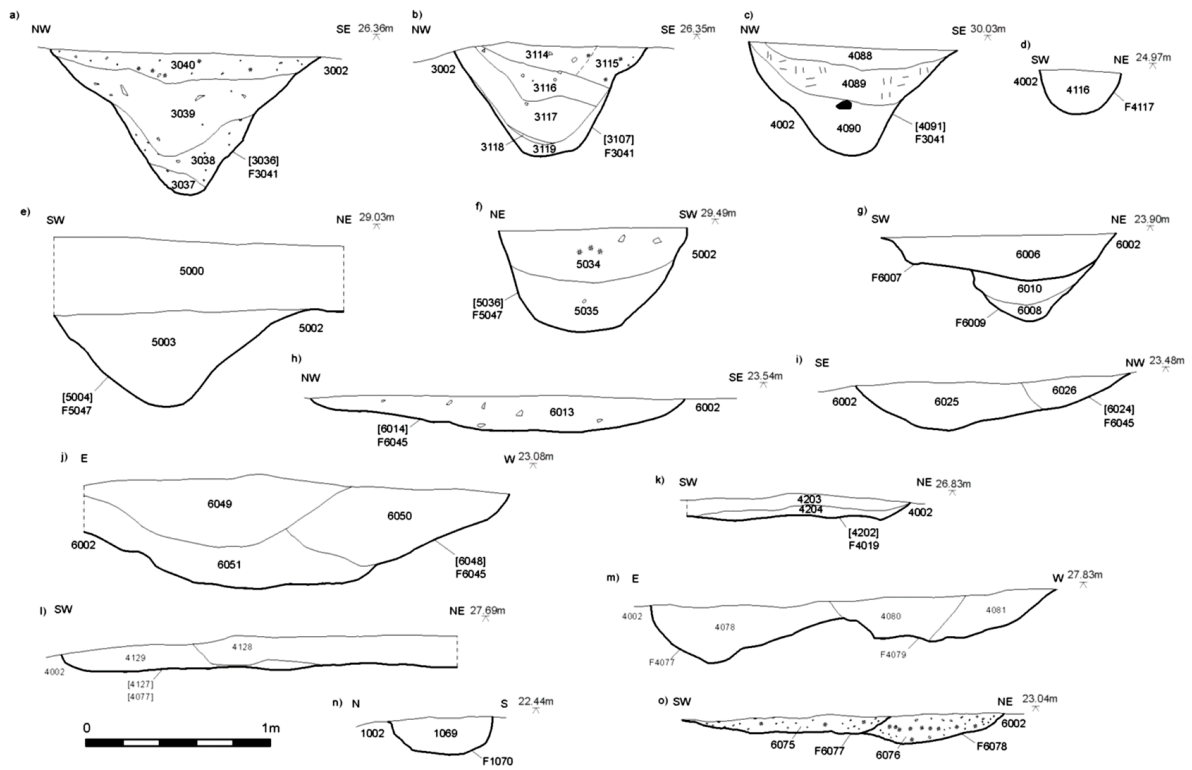 a)
NW
SE 26.36m
3040
3002
3039
3038
3037
[3036]
F3041
b)
NW
SE 26.35m
3002
3114
3115
3116
3117
3118
3119
[3107]
F3041
c)
NW
SE 30.03m
4088
4089
4002
4090
[4091]
F3041
d)
SW
NE 24.97m
4002
4116
F4117
e)
SW
NE 29.03m
5000
5003
5002
[5004]
F5047
f)
NE
SW 29.49m
5034
5002
5035
[5036]
F5047
g)
SW
NE 23.90m
6006
6002
F6007
6010
6008
F6009
h)
NW
SE 23.54m
6013
6002
[6014]
F6045
i)
SE
NW 23.48m
6002
6025
6026
[6024]
F6045
j) E
W 23.08m
6049
6050
6002
6051
[6048]
F6045
k)
SW
NE 26.83m
4203
4204
4002
[4202]
F4019
l) SW
NE 27.69m
4128
4129
4002
[4127]
[4077]
m) E
W 27.83m
4002
4078
4080
4081
F4077
F4079
n) N
S 22.44m
1002
1069
F1070
o) SW
NE 23.04m
6002
6075
F6077
6076
F6078
0 1m